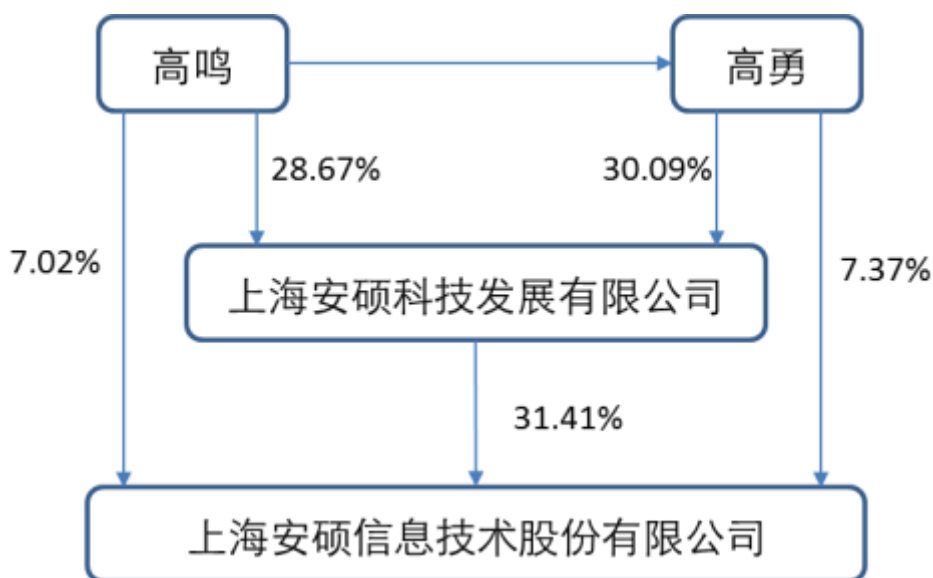 高鸣
高勇
28.67%
30.09%
7.02%
7.37%
上海安硕科技发展有限公司
31.41%
上海安硕信息技术股份有限公司